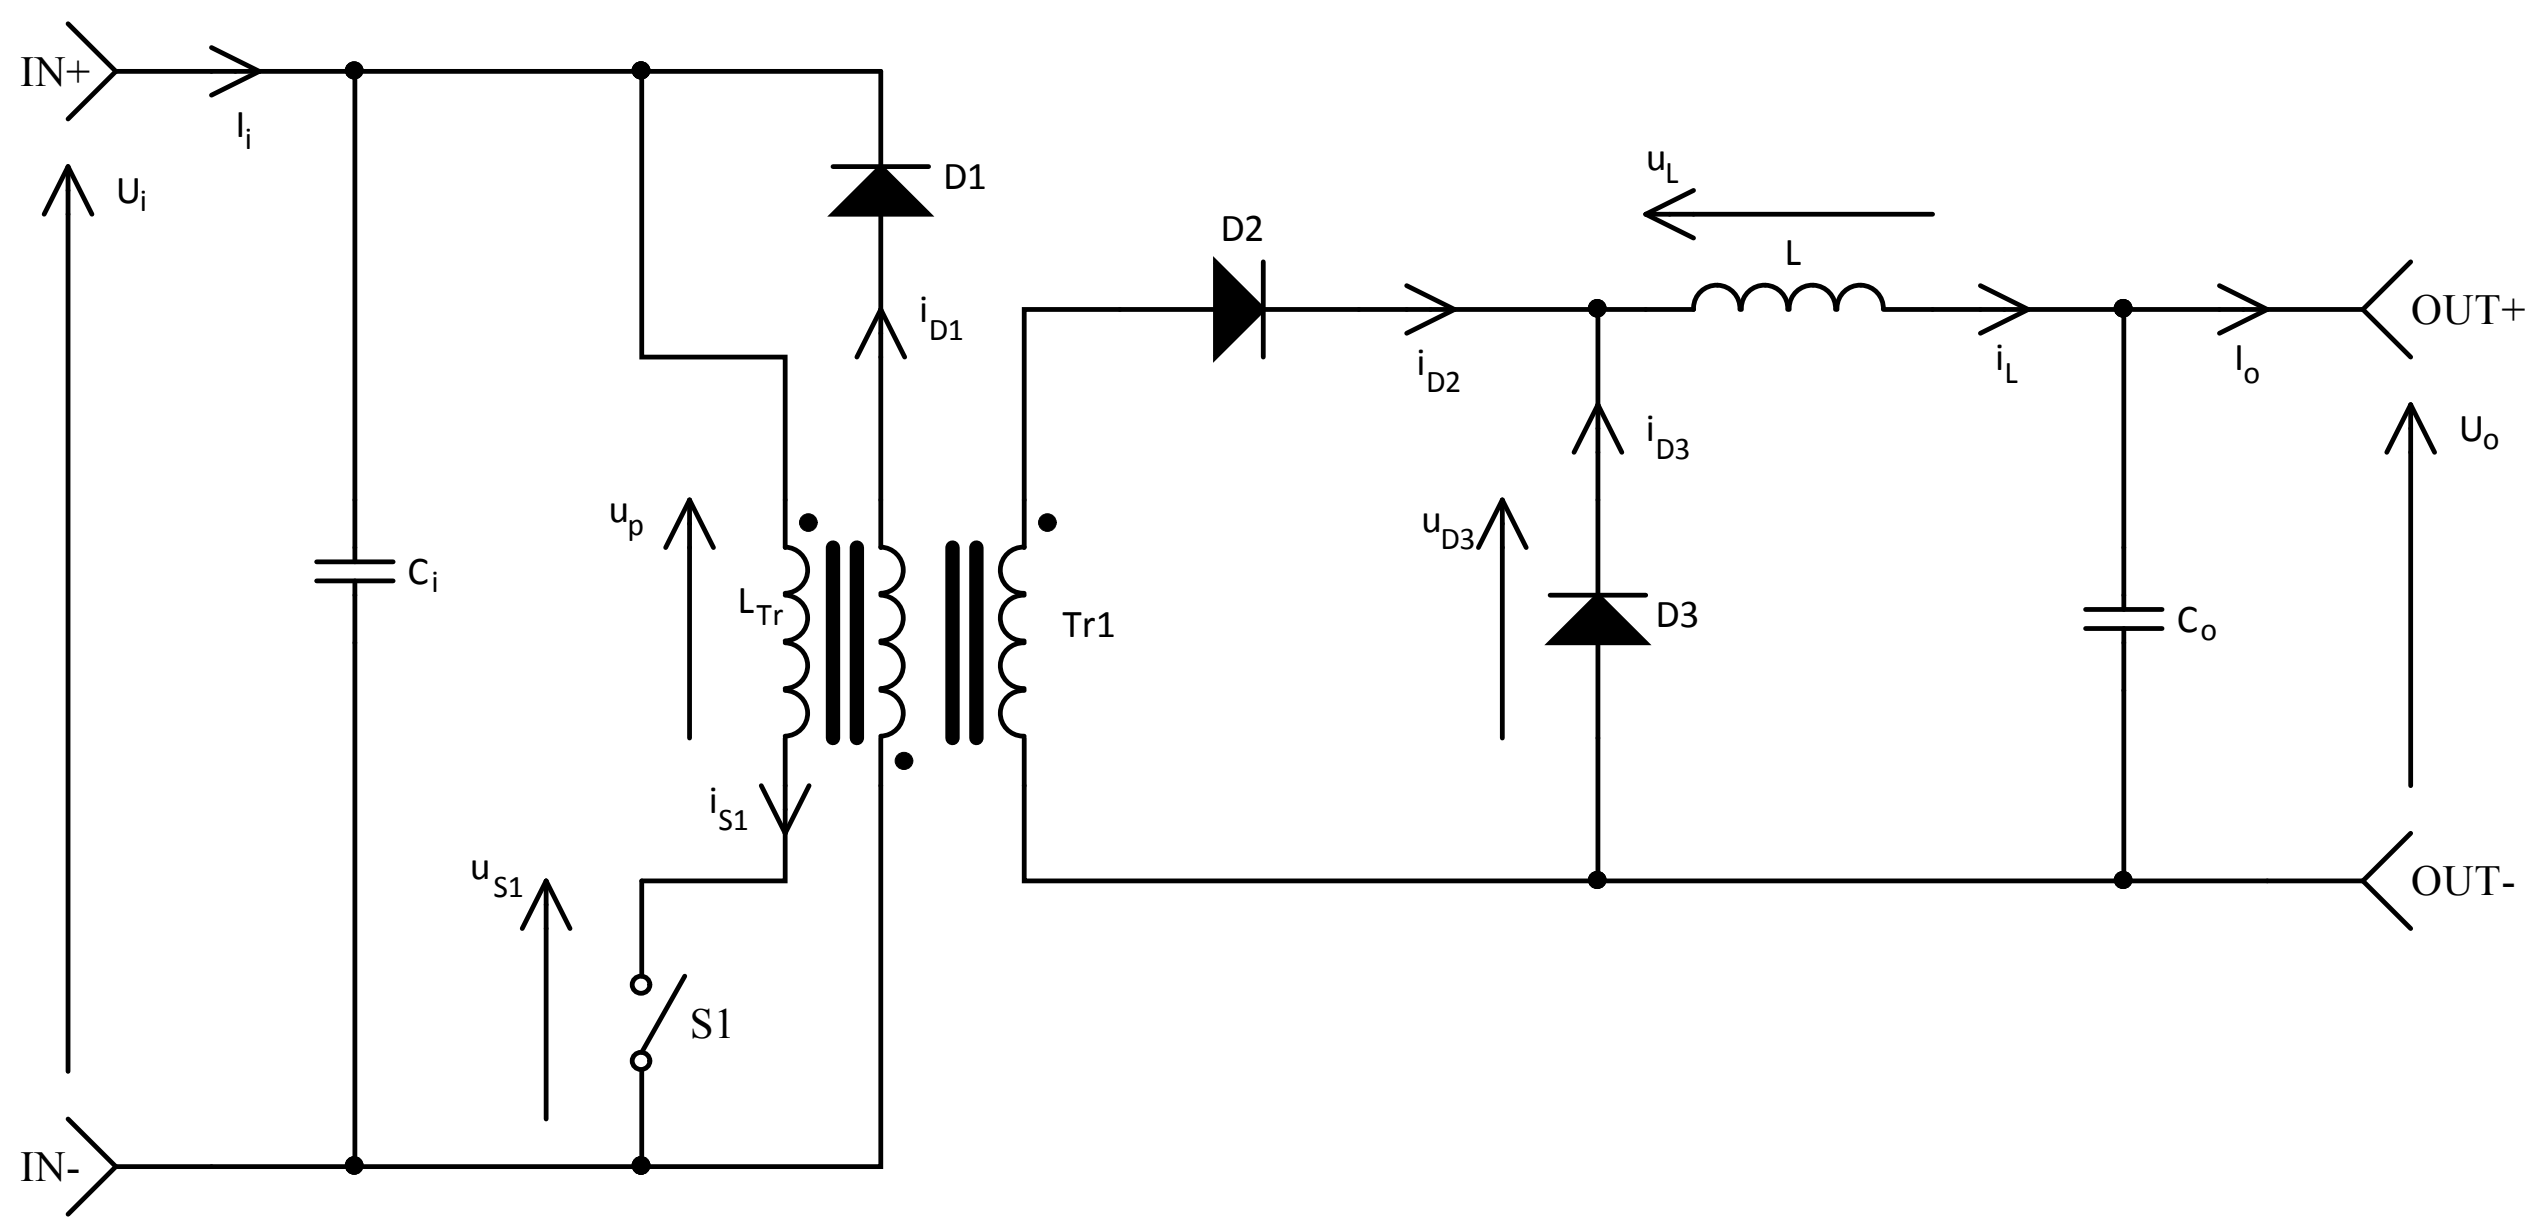 IN+
Ii
Ui
D1
uL
D2
L
iD1
OUT+
iD2
iL
Io
iD3
Uo
up
uD3
Ci
LTr
Tr1
D3
Co
iS1
uS1
OUT-
S1
IN-